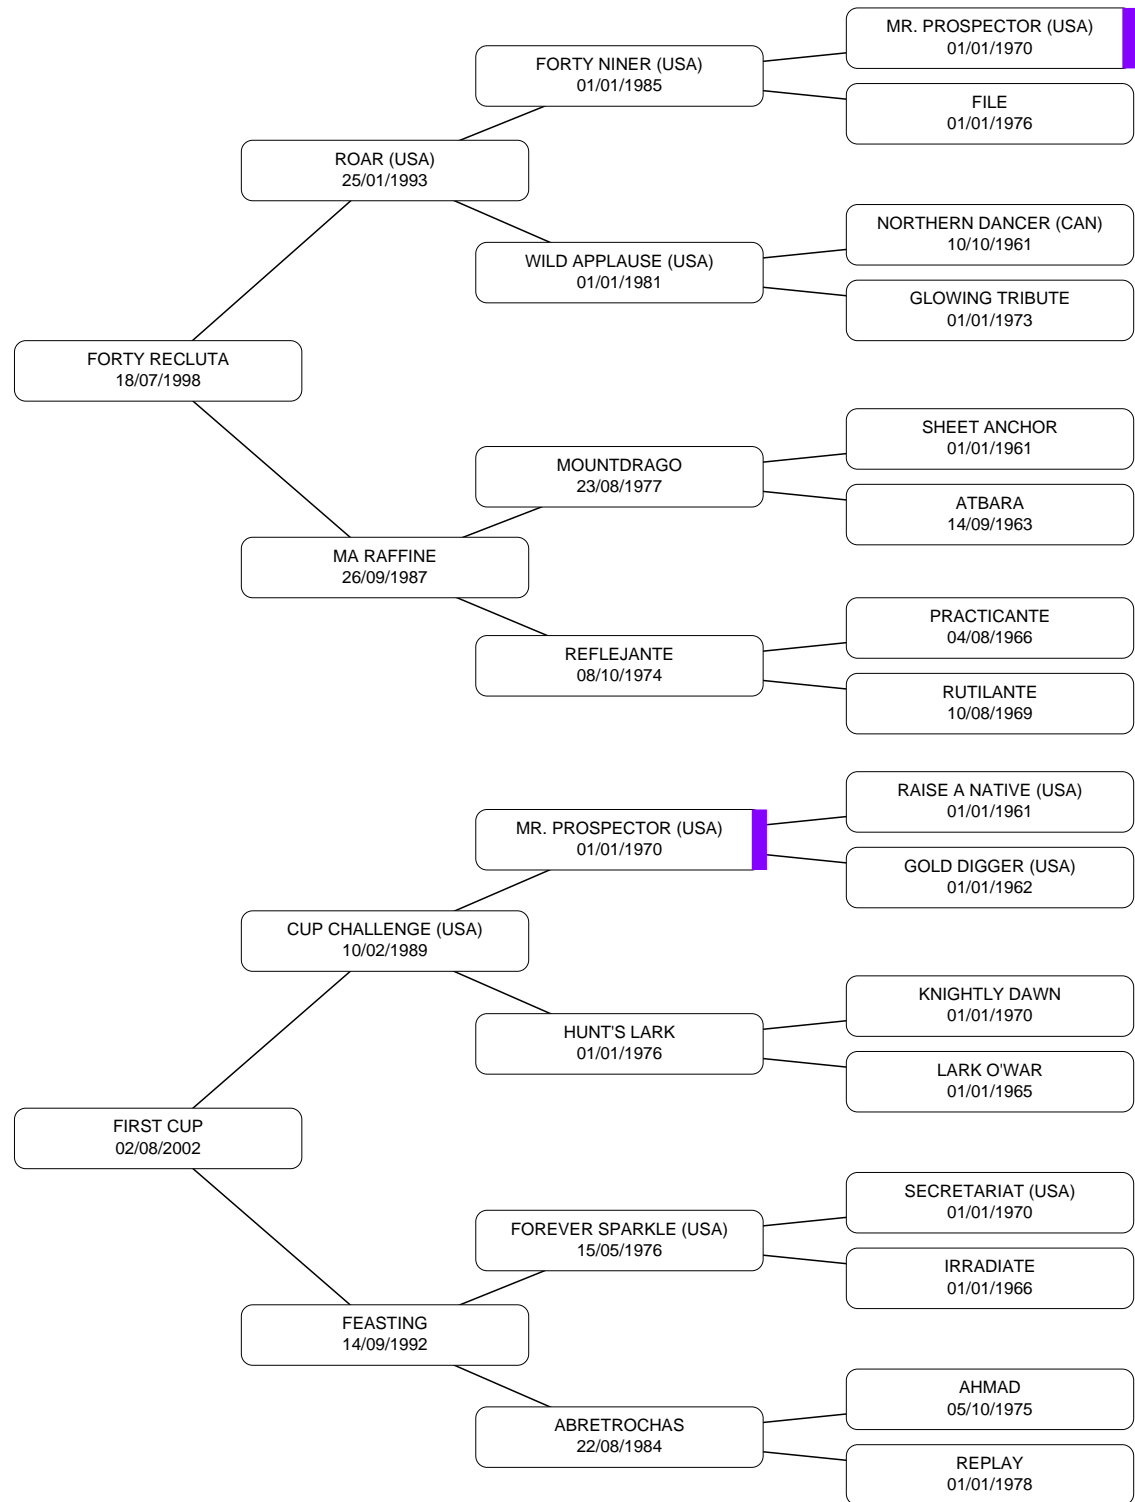 MR. PROSPECTOR (USA)
01/01/1970
FORTY NINER (USA)
01/01/1985
FILE
01/01/1976
ROAR (USA)
25/01/1993
NORTHERN DANCER (CAN)
10/10/1961
WILD APPLAUSE (USA)
01/01/1981
GLOWING TRIBUTE
01/01/1973
FORTY RECLUTA
18/07/1998
SHEET ANCHOR
01/01/1961
MOUNTDRAGO
23/08/1977
ATBARA
14/09/1963
MA RAFFINE
26/09/1987
PRACTICANTE
04/08/1966
REFLEJANTE
08/10/1974
RUTILANTE
10/08/1969
RAISE A NATIVE (USA)
01/01/1961
MR. PROSPECTOR (USA)
01/01/1970
GOLD DIGGER (USA)
01/01/1962
CUP CHALLENGE (USA)
10/02/1989
KNIGHTLY DAWN
01/01/1970
HUNT'S LARK
01/01/1976
LARK O'WAR
01/01/1965
FIRST CUP
02/08/2002
SECRETARIAT (USA)
01/01/1970
FOREVER SPARKLE (USA)
15/05/1976
IRRADIATE
01/01/1966
FEASTING
14/09/1992
AHMAD
05/10/1975
ABRETROCHAS
22/08/1984
REPLAY
01/01/1978